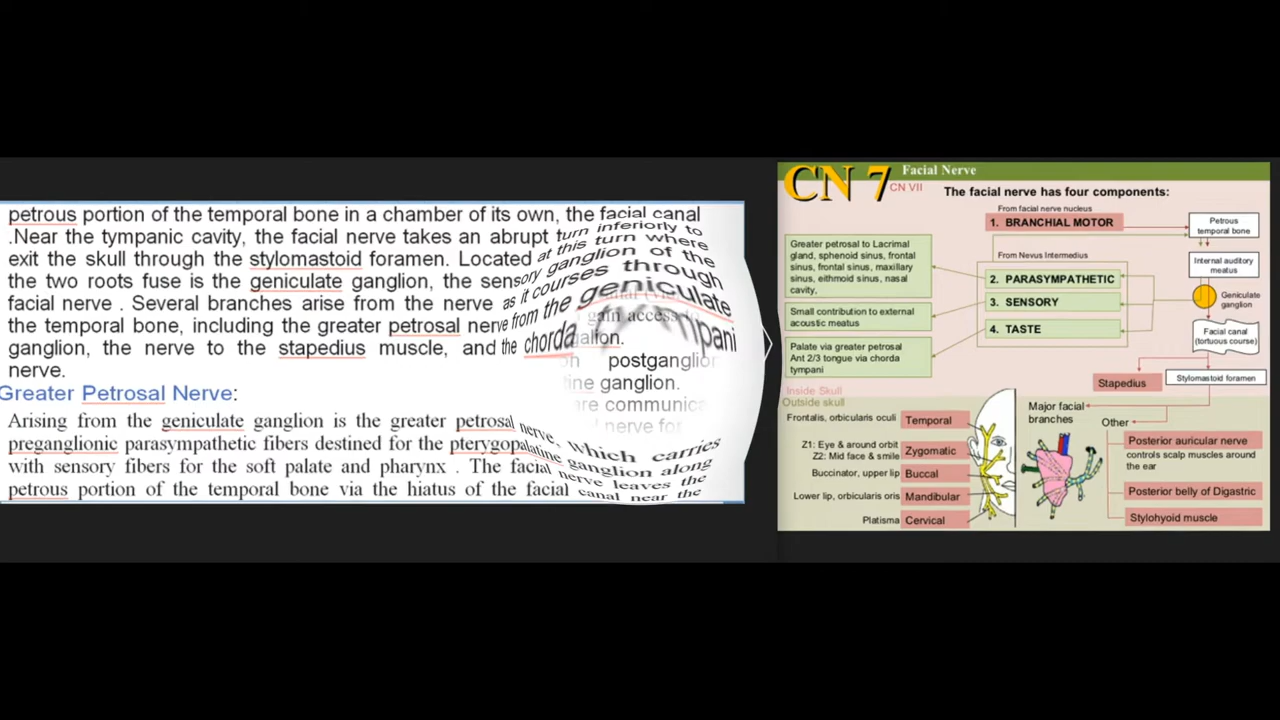 petrous portion of the temporal bone in a chamber of its own, the facial canal
.Near the tympanic cavity, the facial nerve takes an abrupt turn inferiorly to
exit the skull through the stylomastoid foramen. Located at this turn where
the two roots fuse is the geniculate ganglion, the sensory ganglion of the
facial nerve . Several branches arise from the nerve as it courses through
the temporal bone, including the greater petrosal nerve from the geniculate
ganglion, the nerve to the stapedius muscle, and the chorda tympani
nerve.
gain access to
postganglion
ganglion.
communica
nerve for
Greater Petrosal Nerve:
Arising from the geniculate ganglion is the greater petrosal nerve, which carries
preganglionic parasympathetic fibers destined for the pterygopalatine ganglion along
with sensory fibers for the soft palate and pharynx . The facial nerve leaves the
petrous portion of the temporal bone via the hiatus of the facial canal near the
CN 7
Facial Nerve
CN VII
The facial nerve has four components:
From facial nerve nucleus
1. BRANCHIAL MOTOR
Petrous
temporal bone
Greater petrosal to Lacrimal
gland, sphenoid sinus, frontal
sinus, frontal sinus, maxillary
sinus, eithmoid sinus, nasal
cavity,
From Nevus Intermedius
Internal auditory
meatus
2. PARASYMPATHETIC
3. SENSORY
4. TASTE
Geniculate
ganglion
Small contribution to external
acoustic meatus
Facial canal
(tortuous course)
Palate via greater petrosal
Ant 2/3 tongue via chorda
tympani
Stapedius
Stylomastoid foramen
Inside Skull
Outside skull
Frontalis, orbicularis oculi
Temporal
Z1: Eye & around orbit
Z2: Mid face & smile
Zygomatic
Buccinator, upper lip
Buccal
Lower lip, orbicularis oris
Mandibular
Platisma
Cervical
Major facial
branches
Other
Posterior auricular nerve
controls scalp muscles around
the ear
Posterior belly of Digastric
Stylohyoid muscle